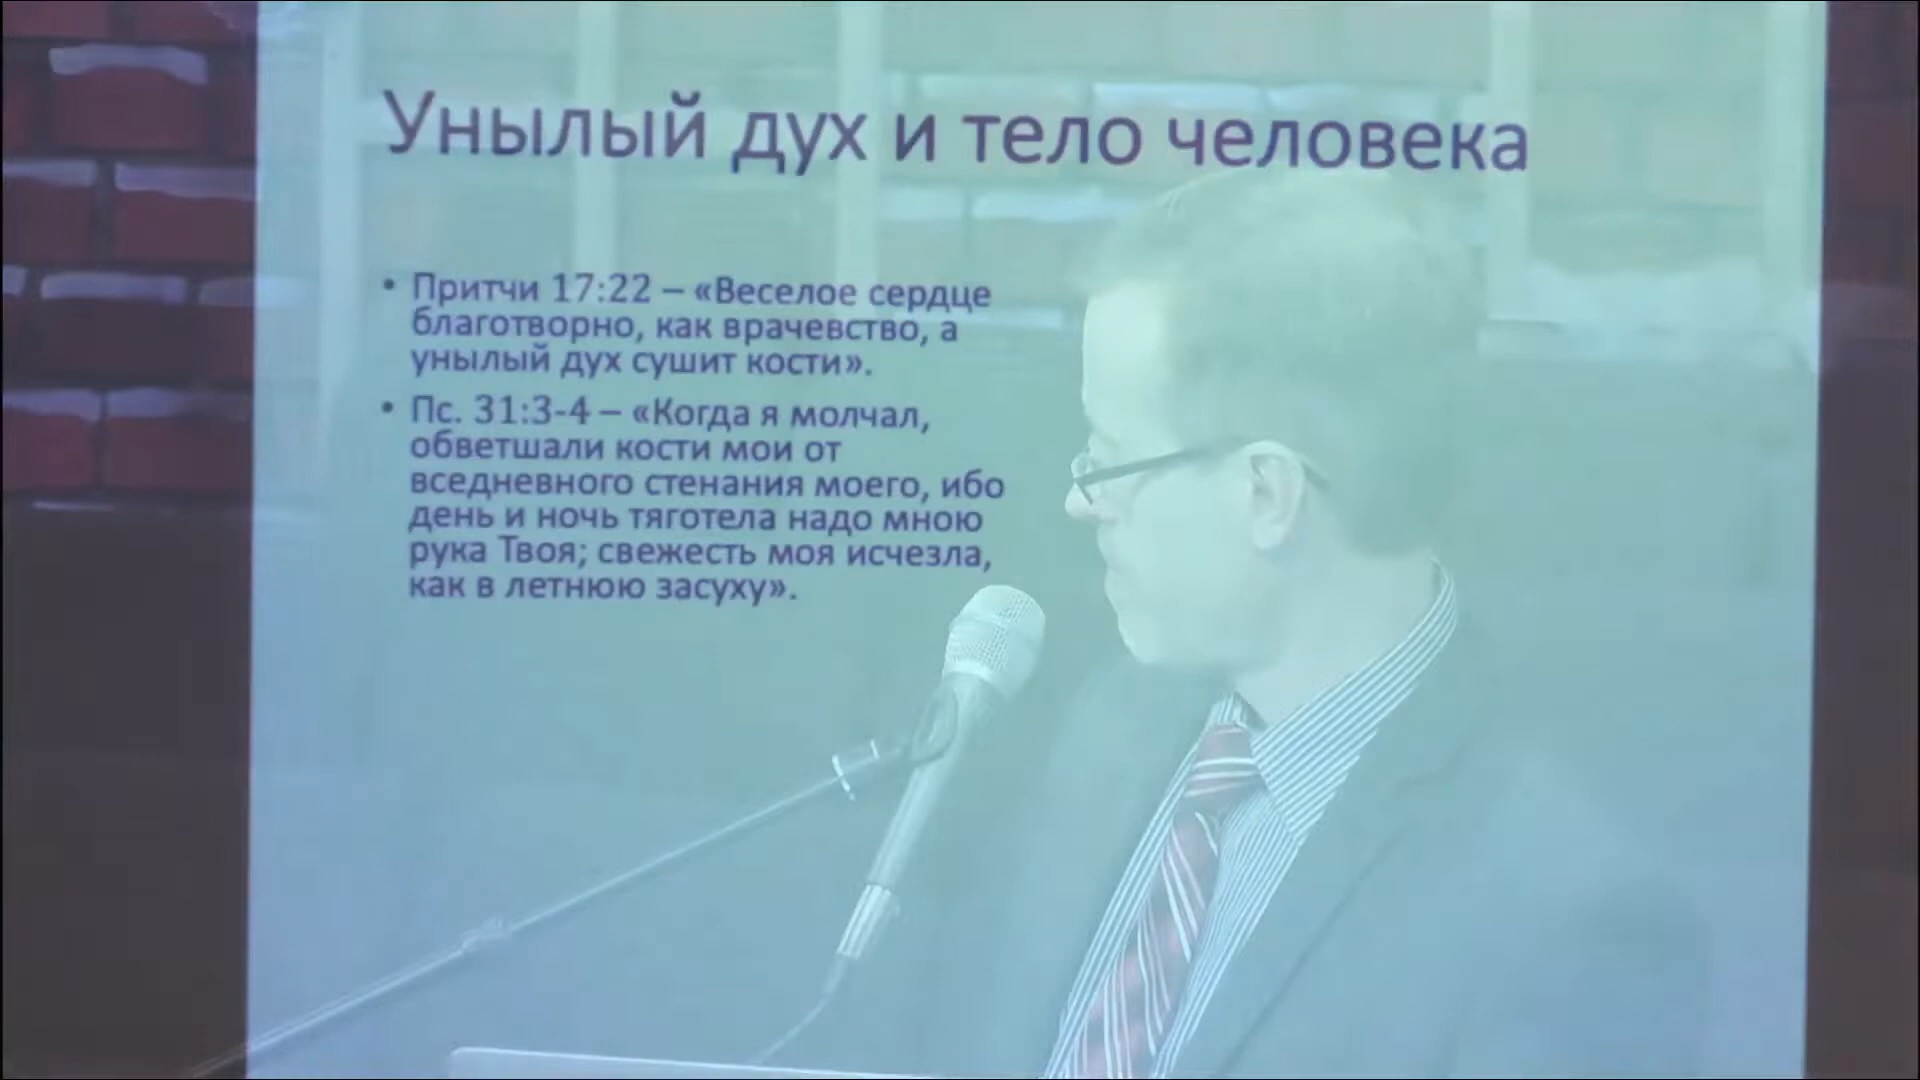 Унылый дух и тело человека
• Притчи 17:22 – «Веселое сердце
благотворно, как врачевство, а
унылый дух сушит кости».
• Пс. 31:3-4 – «Когда я молчал,
обветшали кости мои от
вседневного стенания моего, ибо
день и ночь тяготела надо мною
рука Твоя; свежесть моя исчезла,
как в летнюю засуху».